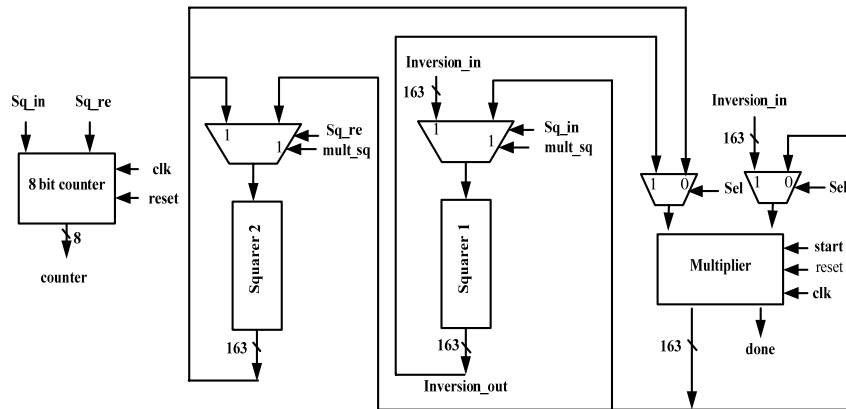 Sq_in
Sq_re
8 bit counter
clk
reset
8
counter
1
1
Sq_re
mult_sq
Squarer 2
163
Inversion_in
163
1
1
Sq_in
mult_sq
Squarer 1
163
Inversion_out
Inversion_in
163
1
0
Sel
1
0
Sel
Multiplier
start
reset
clk
163
done